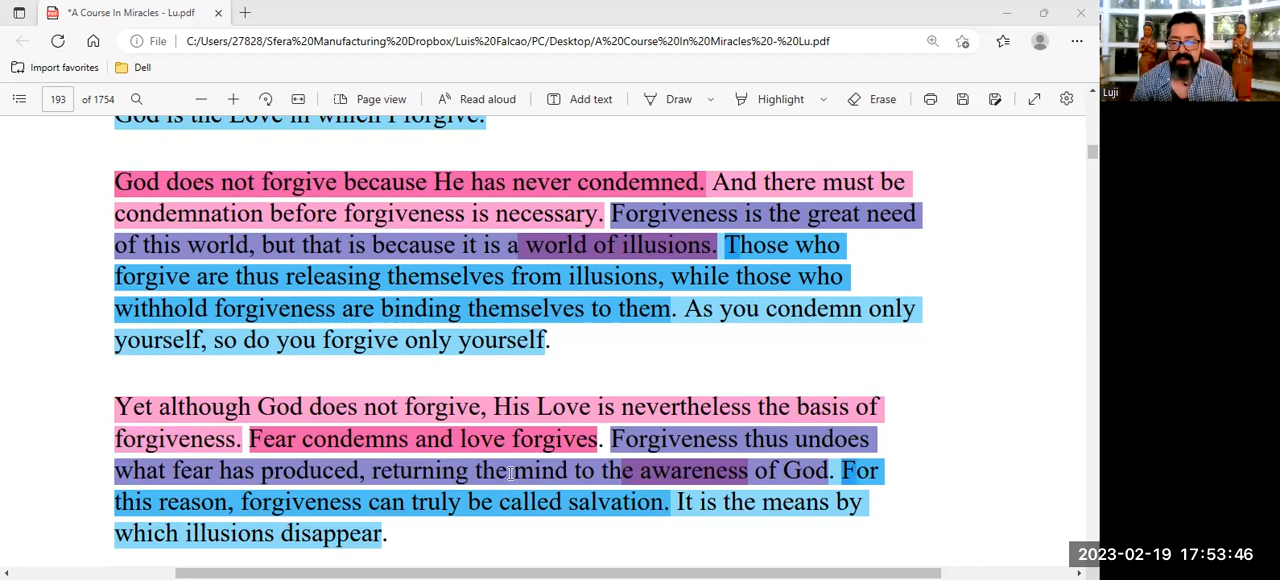 *A Course In Miracles - Lu.pdf
File
C:/Users/27828/Sfera%20Manufacturing%20Dropbox/Luis%20Falcao/PC/Desktop/A%20Course%20In%20Miracles%20-%20Lu.pdf
Import favorites
Dell
193 of 1754
Page view
Read aloud
Add text
Draw
Highlight
Erase
Luji
God is the Love in which I forgive.
God does not forgive because He has never condemned. And there must be
condemnation before forgiveness is necessary. Forgiveness is the great need
of this world, but that is because it is a world of illusions. Those who
forgive are thus releasing themselves from illusions, while those who
withhold forgiveness are binding themselves to them. As you condemn only
yourself, so do you forgive only yourself.
Yet although God does not forgive, His Love is nevertheless the basis of
forgiveness. Fear condemns and love forgives. Forgiveness thus undoes
what fear has produced, returning the mind to the awareness of God. For
this reason, forgiveness can truly be called salvation. It is the means by
which illusions disappear.
2023-02-19 17:53:46